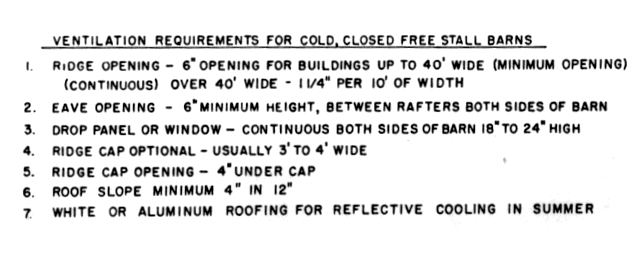 VENTILATION REQUIREMENTS FOR COLD, CLOSED FREE STALL BARNS
1. RIDGE OPENING - 6" OPENING FOR BUILDINGS UP TO 40' WIDE (MINIMUM OPENING)
(CONTINUOUS) OVER 40' WIDE - 1 1/4" PER 10' OF WIDTH
2. EAVE OPENING - 6" MINIMUM HEIGHT, BETWEEN RAFTERS BOTH SIDES OF BARN
3. DROP PANEL OR WINDOW - CONTINUOUS BOTH SIDES OF BARN 18" TO 24" HIGH
4. RIDGE CAP OPTIONAL - USUALLY 3' TO 4' WIDE
5. RIDGE CAP OPENING - 4" UNDER CAP
6. ROOF SLOPE MINIMUM 4" IN 12"
7. WHITE OR ALUMINUM ROOFING FOR REFLECTIVE COOLING IN SUMMER